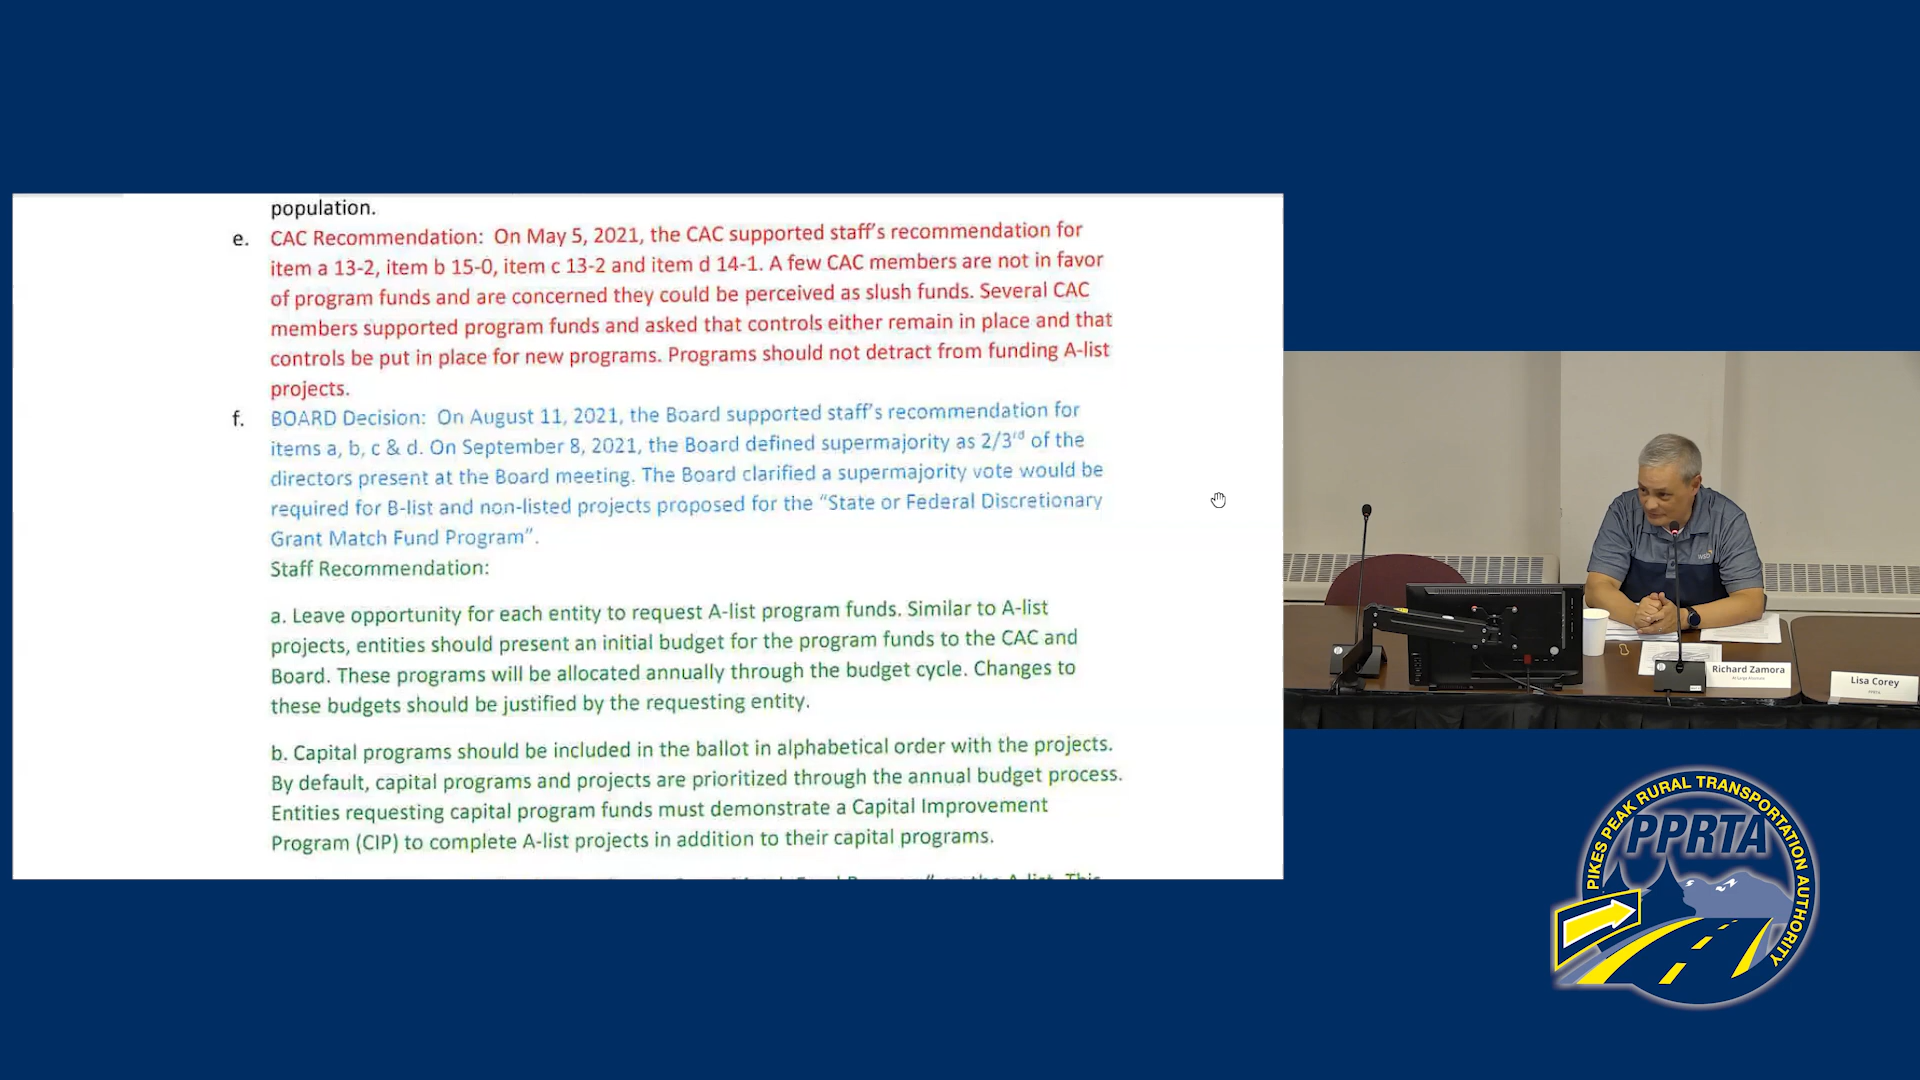 population.
e. CAC Recommendation: On May 5, 2021, the CAC supported staff's recommendation for
item a 13-2, item b 15-0, item c 13-2 and item d 14-1. A few CAC members are not in favor
of program funds and are concerned they could be perceived as slush funds. Several CAC
members supported program funds and asked that controls either remain in place and that
controls be put in place for new programs. Programs should not detract from funding A-list
projects.
f. BOARD Decision: On August 11, 2021, the Board supported staff's recommendation for
items a, b, c & d. On September 8, 2021, the Board defined supermajority as 2/3rd of the
directors present at the Board meeting. The Board clarified a supermajority vote would be
required for B-list and non-listed projects proposed for the "State or Federal Discretionary
Grant Match Fund Program".
Staff Recommendation:
a. Leave opportunity for each entity to request A-list program funds. Similar to A-list
projects, entities should present an initial budget for the program funds to the CAC and
Board. These programs will be allocated annually through the budget cycle. Changes to
these budgets should be justified by the requesting entity.
b. Capital programs should be included in the ballot in alphabetical order with the projects.
By default, capital programs and projects are prioritized through the annual budget process.
Entities requesting capital program funds must demonstrate a Capital Improvement
Program (CIP) to complete A-list projects in addition to their capital programs.
Richard Zamora
Lisa Corey
PPRTA
PIKES PEAK RURAL TRANSPORTATION AUTHORITY
PPRTA